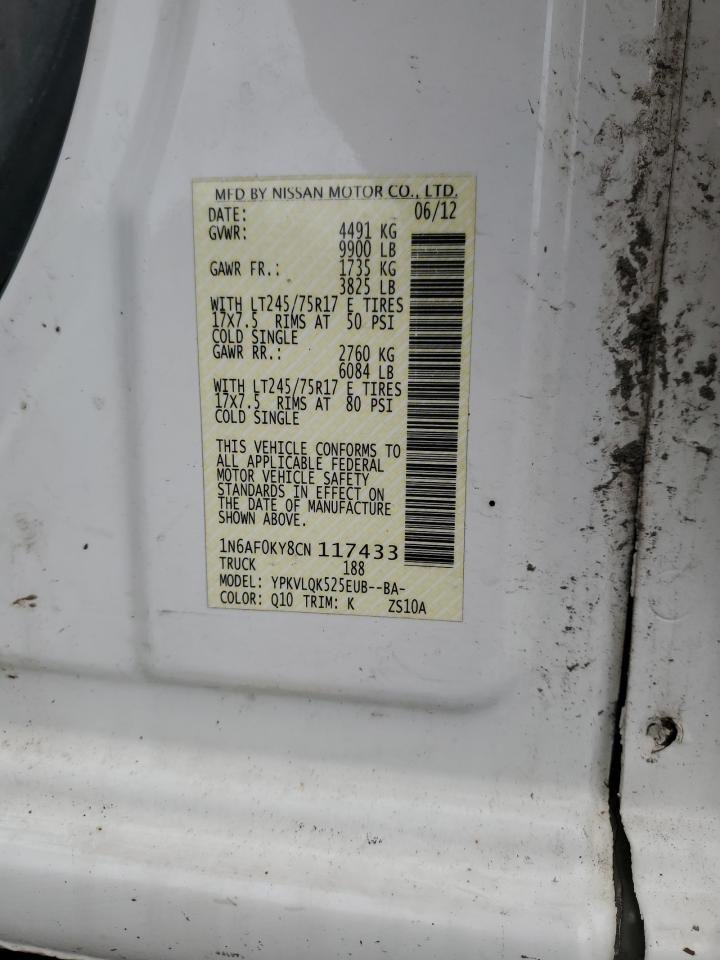 MFD BY NISSAN MOTOR CO., LTD.
DATE: 06/12
GVWR: 4491 KG
9900 LB
GAWR FR.: 1735 KG
3825 LB
WITH LT245/75R17 E TIRES
17X7.5 RIMS AT 50 PSI
COLD SINGLE
GAWR RR.: 2760 KG
6084 LB
WITH LT245/75R17 E TIRES
17X7.5 RIMS AT 80 PSI
COLD SINGLE
THIS VEHICLE CONFORMS TO
ALL APPLICABLE FEDERAL
MOTOR VEHICLE SAFETY
STANDARDS IN EFFECT ON
THE DATE OF MANUFACTURE
SHOWN ABOVE.
1N6AF0KY8CN 117433
TRUCK 188
MODEL: YPKVLQK525EUB--BA-
COLOR: Q10 TRIM: K ZS10A